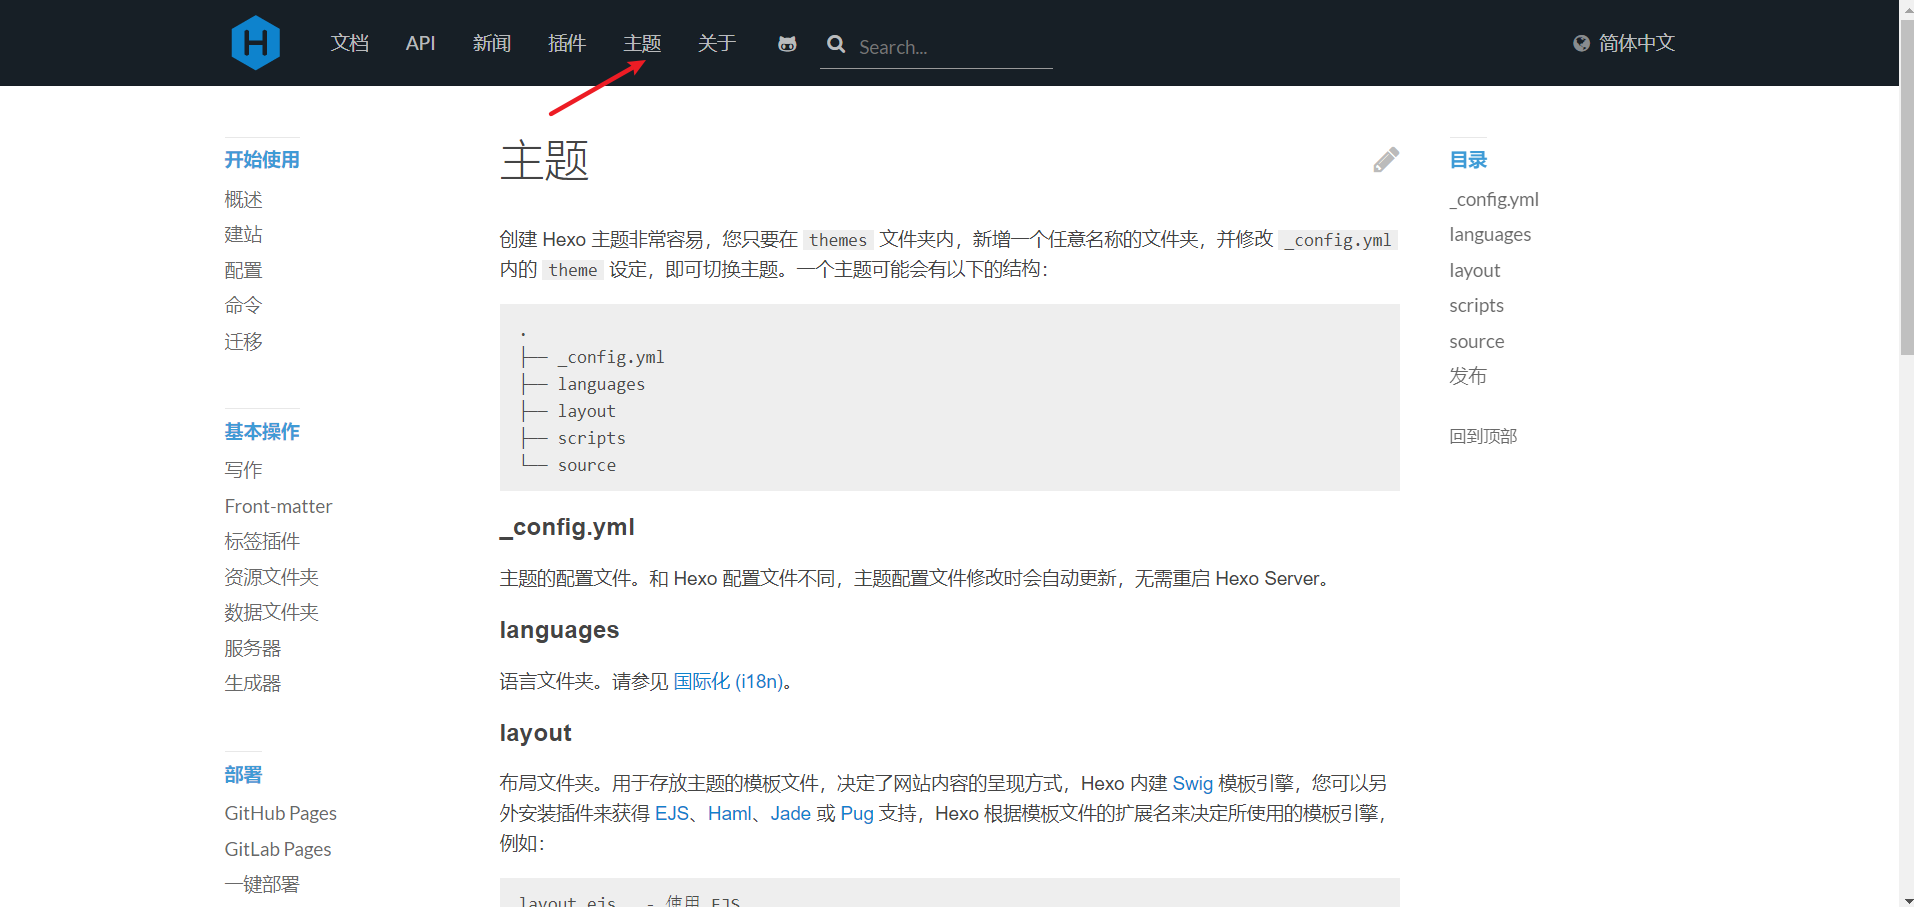 H
文档 API 新闻 插件 主题 关于 Search... 简体中文
开始使用
概述
建站
配置
命令
迁移
基本操作
写作
Front-matter
标签插件
资源文件夹
数据文件夹
服务器
生成器
部署
GitHub Pages
GitLab Pages
一键部署
主题
创建 Hexo 主题非常容易，您只要在 themes 文件夹内，新增一个任意名称的文件夹，并修改 _config.yml
内的 theme 设定，即可切换主题。一个主题可能会有以下的结构：
.
├── _config.yml
├── languages
├── layout
├── scripts
└── source
_config.yml
主题的配置文件。和 Hexo 配置文件不同，主题配置文件修改时会自动更新，无需重启 Hexo Server。
languages
语言文件夹。请参见 国际化 (i18n)。
layout
布局文件夹。用于存放主题的模板文件，决定了网站内容的呈现方式，Hexo 内建 Swig 模板引擎，您可以另
外安装插件来获得 EJS、Haml、Jade 或 Pug 支持，Hexo 根据模板文件的扩展名来决定所使用的模板引擎，
例如：
layout.ejs - 使用 EJS
目录
_config.yml
languages
layout
scripts
source
发布
回到顶部